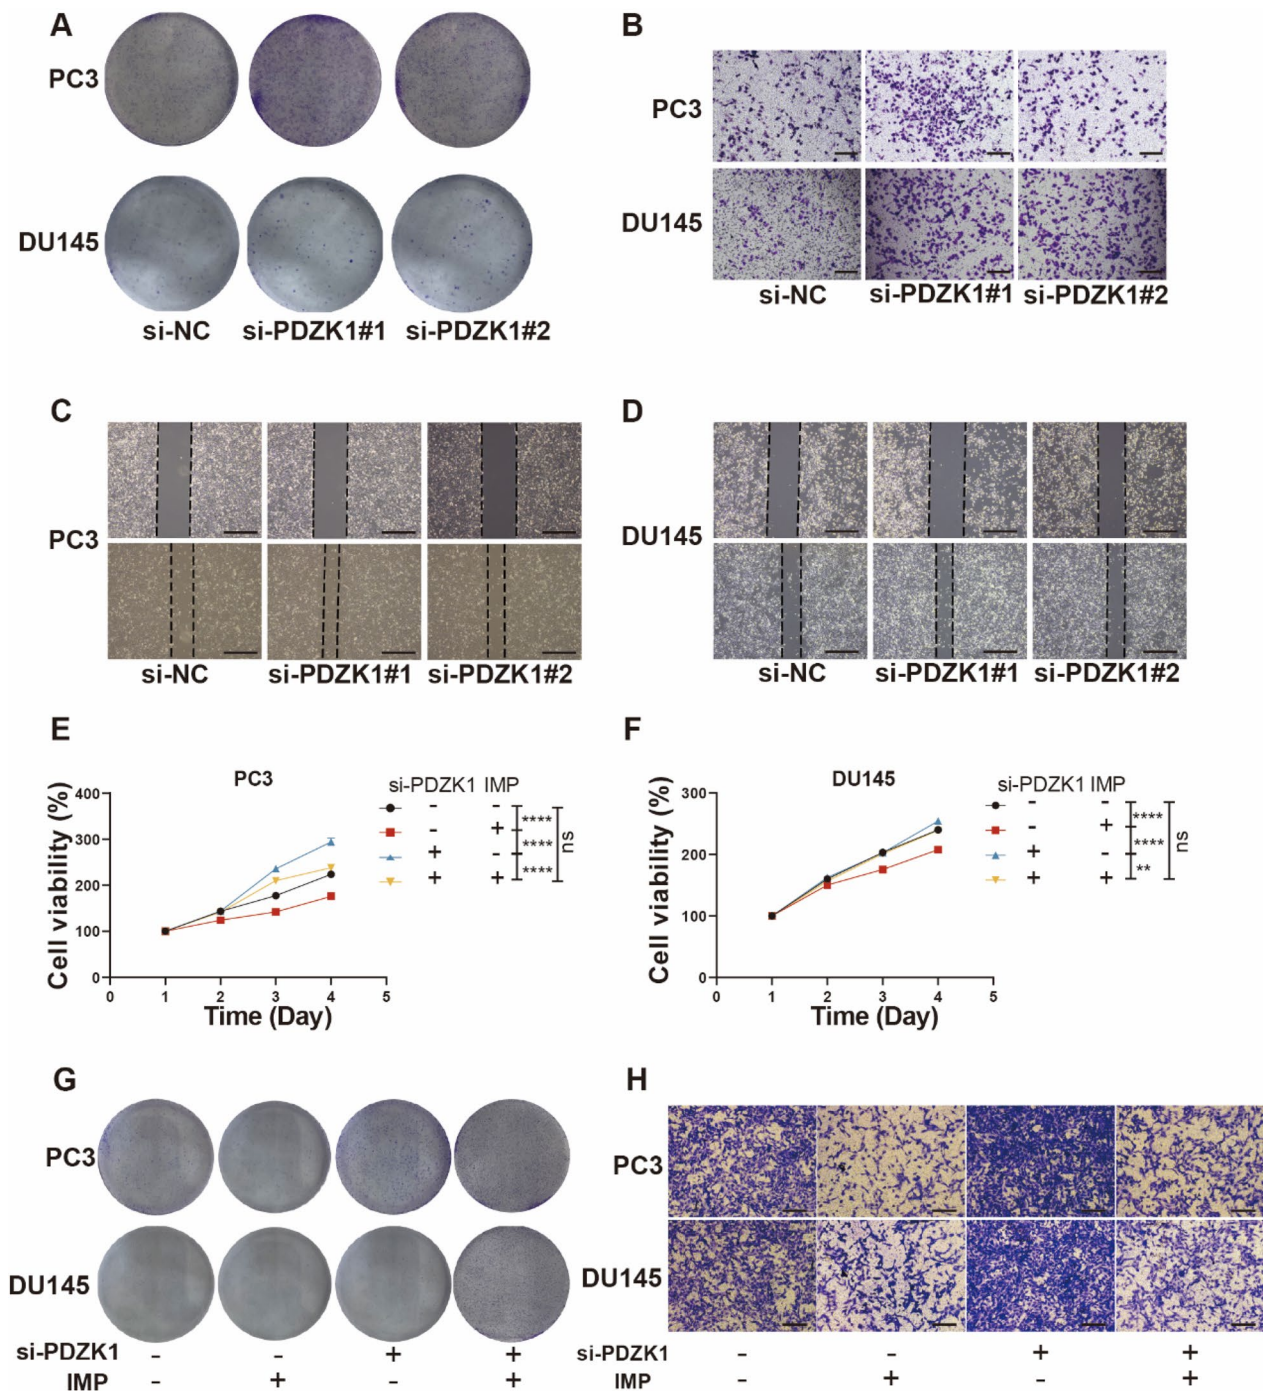 A
B
PC3
DU145
si-NC si-PDZK1#1 si-PDZK1#2
PC3
DU145
si-NC si-PDZK1#1 si-PDZK1#2
C
D
PC3
si-NC si-PDZK1#1 si-PDZK1#2
DU145
si-NC si-PDZK1#1 si-PDZK1#2
E
PC3
Cell viability (%)
400
300
200
100
0
0 1 2 3 4 5
Time (Day)
si-PDZK1 IMP
- -
- +
+ -
+ +
****
****
****
ns
F
DU145
Cell viability (%)
300
200
100
0
0 1 2 3 4 5
Time (Day)
si-PDZK1 IMP
- -
- +
+ -
+ +
****
****
**
ns
G
PC3
DU145
si-PDZK1 - - + +
IMP - + - +
H
PC3
DU145
si-PDZK1 - - + +
IMP - + - +